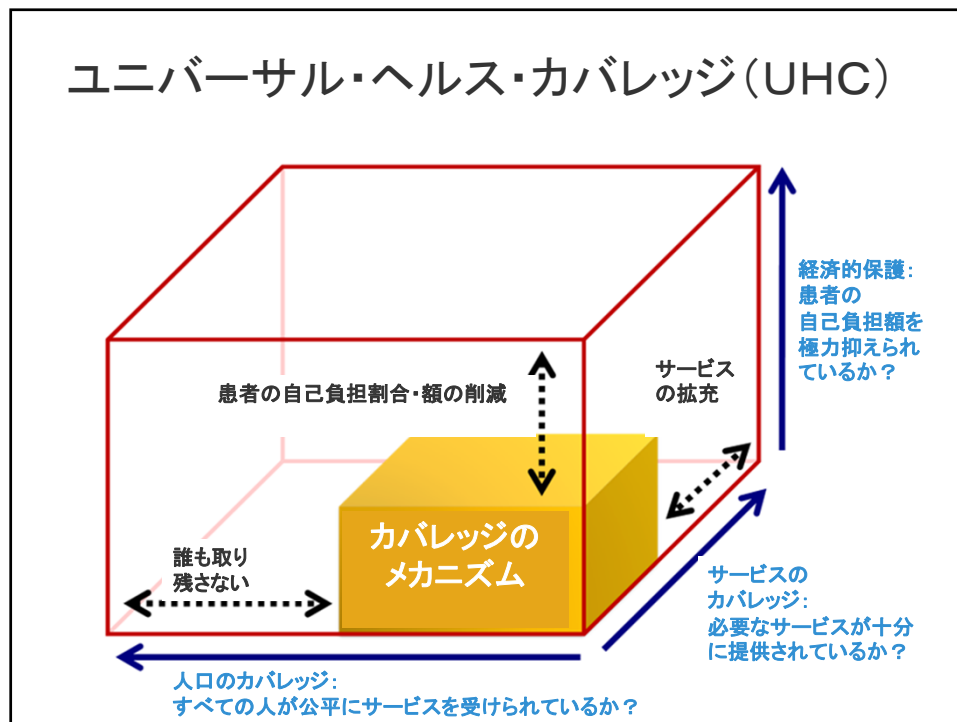 ユニバーサル・ヘルス・カバレッジ（UHC）
経済的保護：
患者の
自己負担額を
極力抑えられ
ているか？
サービス
の拡充
患者の自己負担割合・額の削減
カバレッジの
メカニズム
誰も取り
残さない
サービスの
カバレッジ：
必要なサービスが十分
に提供されているか？
人口のカバレッジ：
すべての人が公平にサービスを受けられているか？